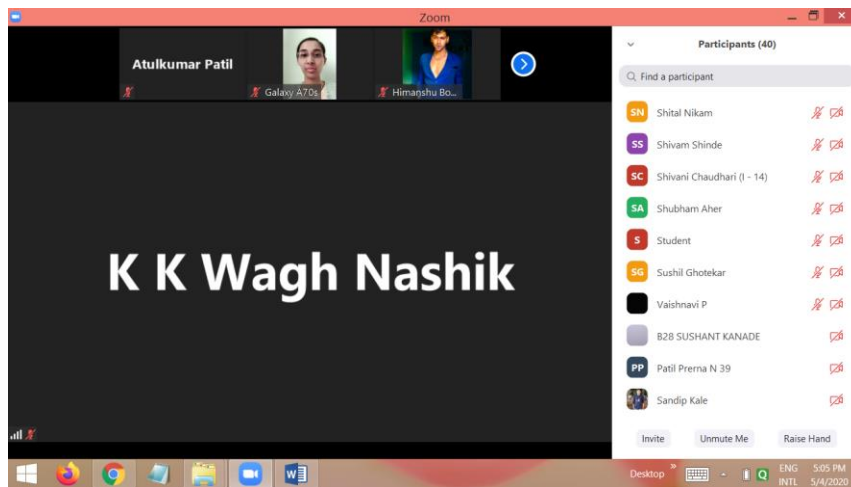 Zoom
Atulkumar Patil
Galaxy A70s
Himanshu Bo...
K K Wagh Nashik
Participants (40)
Find a participant
SN Shital Nikam
SS Shivam Shinde
SC Shivani Chaudhari (I - 14)
SA Shubham Aher
S Student
SG Sushil Ghotekar
Vaishnavi P
B28 SUSHANT KANADE
PP Patil Prerna N 39
Sandip Kale
Invite Unmute Me Raise Hand
Desktop » ENG 5:05 PM
INTL 5/4/2020